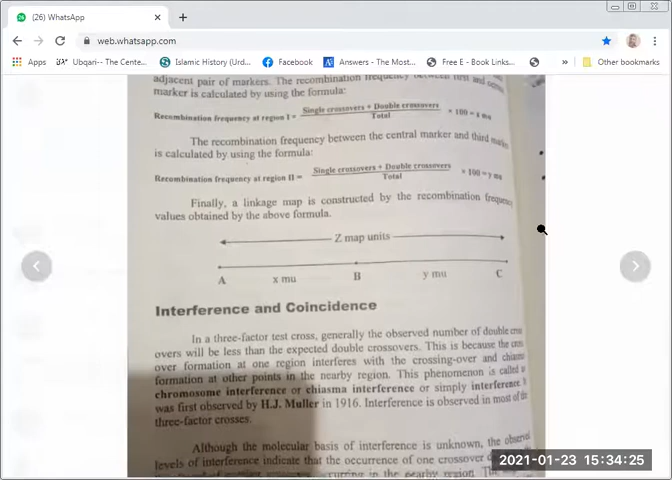 (26) WhatsApp
web.whatsapp.com
Apps Ubqari-- The Cente... Islamic History (Urd... Facebook Answers - The Most... Free E - Book Links... » Other bookmarks
adjacent pair of markers. The recombination frequency between first and
marker is calculated by using the formula:
Recombination frequency at region I = Single crossovers + Double crossovers / Total × 100 = x mu
The recombination frequency between the central marker and third marker
is calculated by using the formula:
Recombination frequency at region II = Single crossovers + Double crossovers / Total × 100 = y mu
Finally, a linkage map is constructed by the recombination frequency
values obtained by the above formula.
Z map units
A x mu B y mu C
Interference and Coincidence
In a three-factor test cross, generally the observed number of double cross
overs will be less than the expected double crossovers. This is because the cross
over formation at one region interferes with the crossing-over and chiasma
formation at other points in the nearby region. This phenomenon is called
chromosome interference or chiasma interference or simply interference.
was first observed by H.J. Muller in 1916. Interference is observed in most of the
three-factor crosses.
Although the molecular basis of interference is unknown, the observed
levels of interference indicate that the occurrence of one crossover
occurring in the nearby region. The
2021-01-23 15:34:25